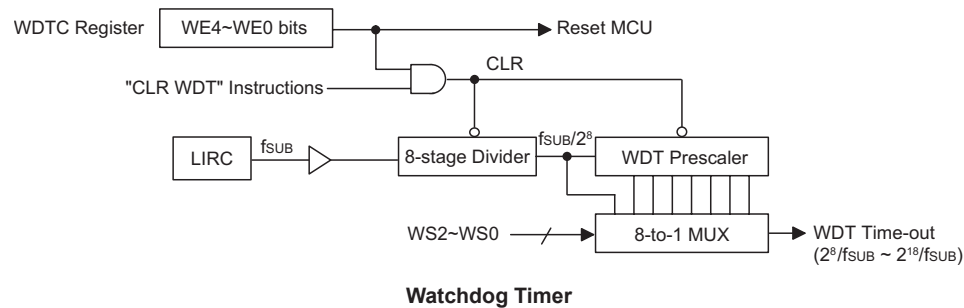 WDTC Register
WE4~WE0 bits
Reset MCU
CLR
"CLR WDT" Instructions
LIRC
fSUB
8-stage Divider
fSUB/2⁸
WDT Prescaler
WS2~WS0
8-to-1 MUX
WDT Time-out
(2⁸/fSUB ~ 2¹⁸/fSUB)
Watchdog Timer